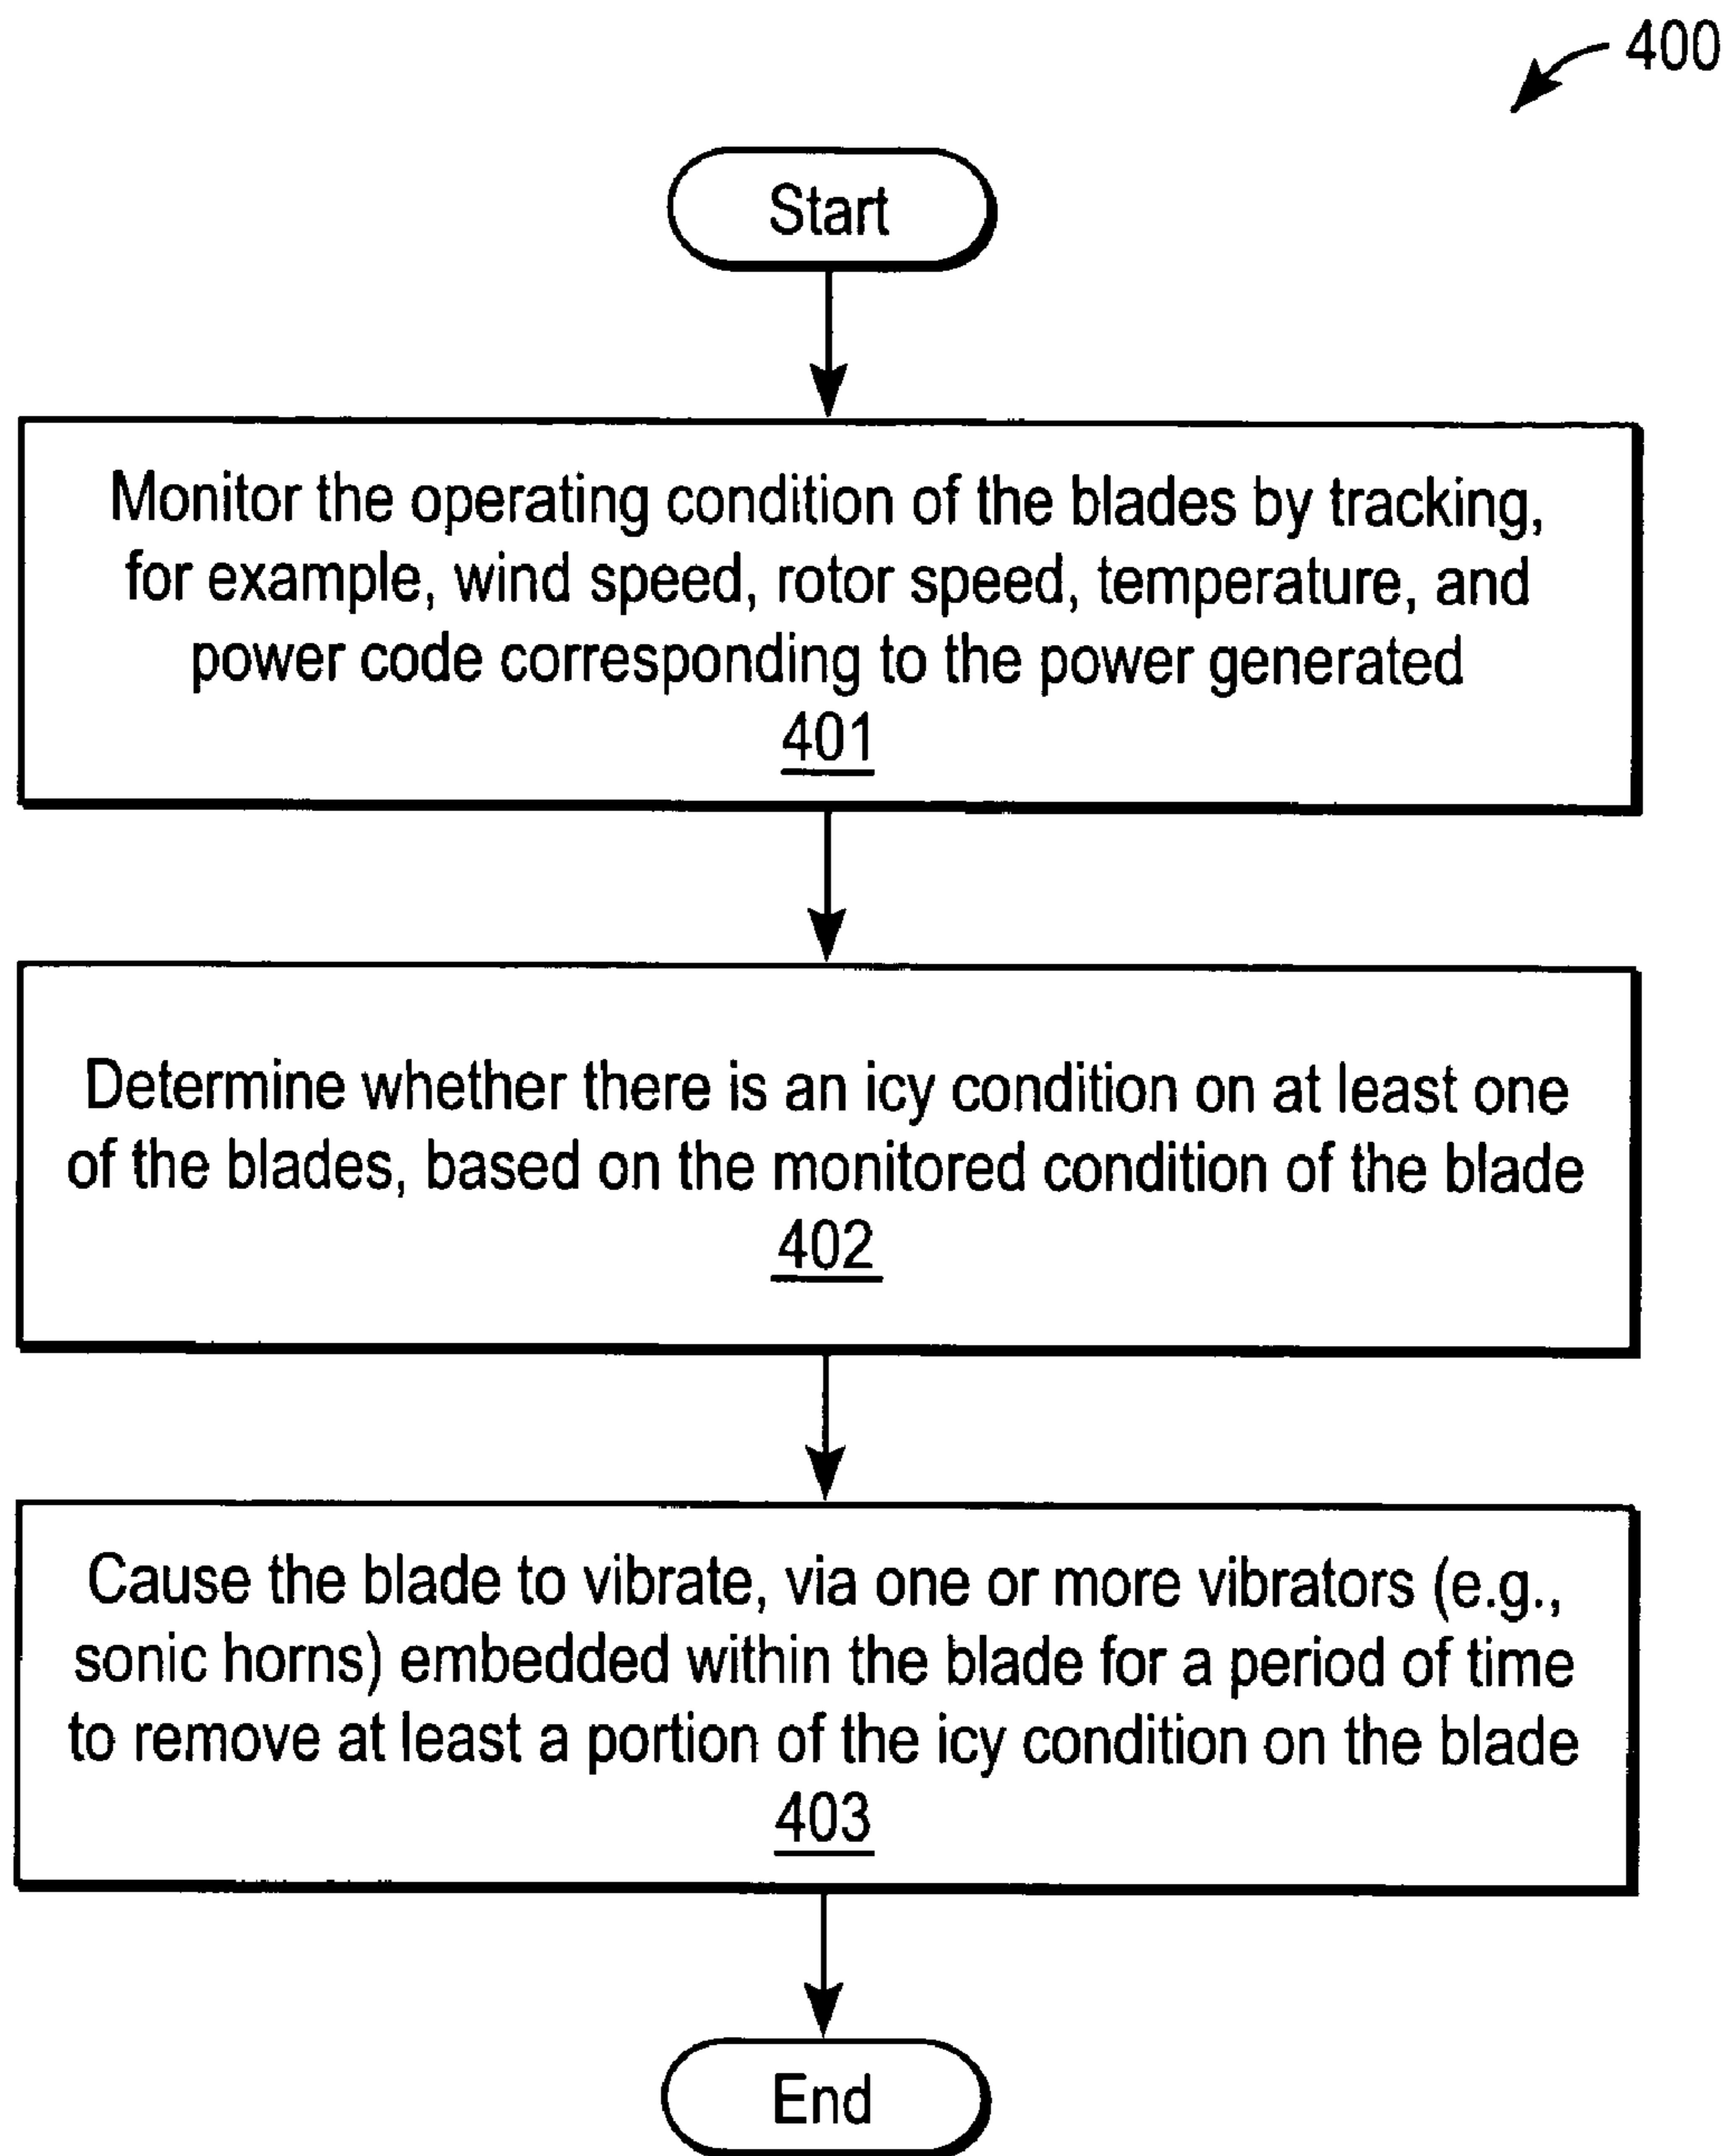 400
Start
Monitor the operating condition of the blades by tracking,
for example, wind speed, rotor speed, temperature, and
power code corresponding to the power generated
401
Determine whether there is an icy condition on at least one
of the blades, based on the monitored condition of the blade
402
Cause the blade to vibrate, via one or more vibrators (e.g.,
sonic horns) embedded within the blade for a period of time
to remove at least a portion of the icy condition on the blade
403
End